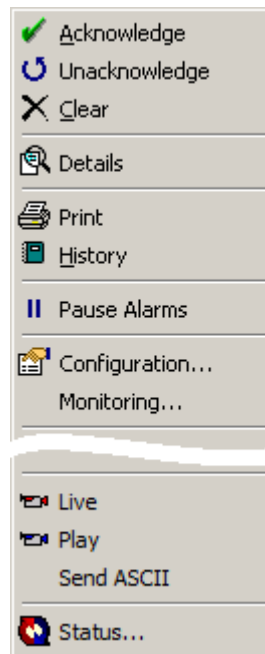 Acknowledge
Unacknowledge
Clear
Details
Print
History
Pause Alarms
Configuration...
Monitoring...
Live
Play
Send ASCII
Status...